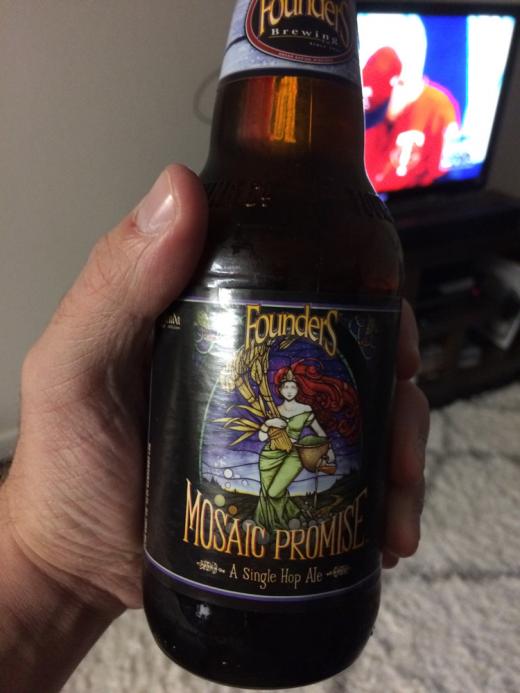 Founders
Brewing
Founders
MOSAIC PROMISE
A Single Hop Ale
T